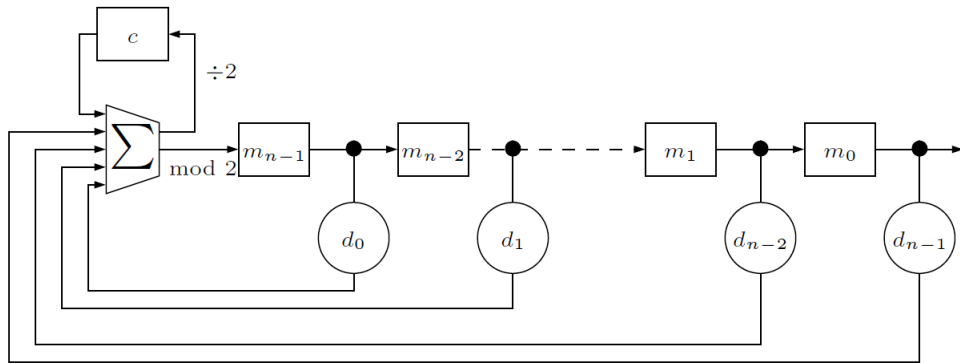 c
÷2
∑
mod 2
m_{n−1}
m_{n−2}
m_1
m_0
d_0
d_1
d_{n−2}
d_{n−1}